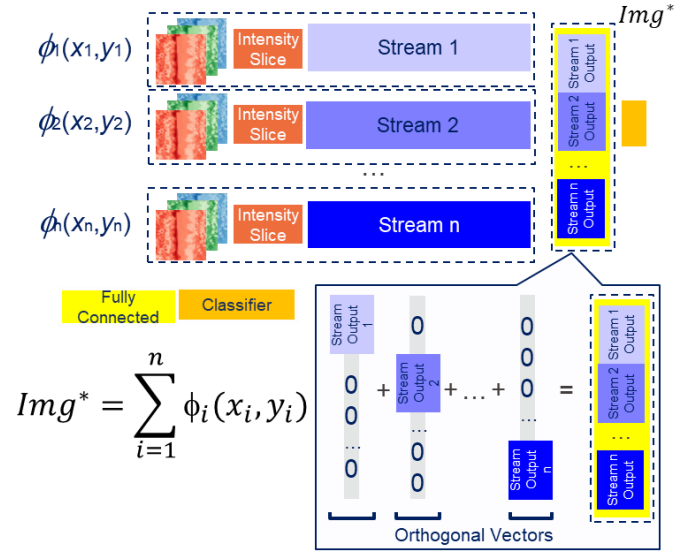 Img*
ϕ1(x1,y1)
Intensity
Slice
Stream 1
ϕ2(x2,y2)
Intensity
Slice
Stream 2
...
ϕn(xn,yn)
Intensity
Slice
Stream n
Stream 1
Output
Stream 2
Output
...
Stream n
Output
Fully
Connected
Classifier
Img* = ∑ni=1 ϕi(xi, yi)
Stream
Output
1
0
0
...
0
+
0
Stream
Output 2
...
0
0
+ ... +
0
0
0
...
Stream
Output n
=
Stream 1
Output
Stream 2
Output
...
Stream n
Output
Orthogonal Vectors